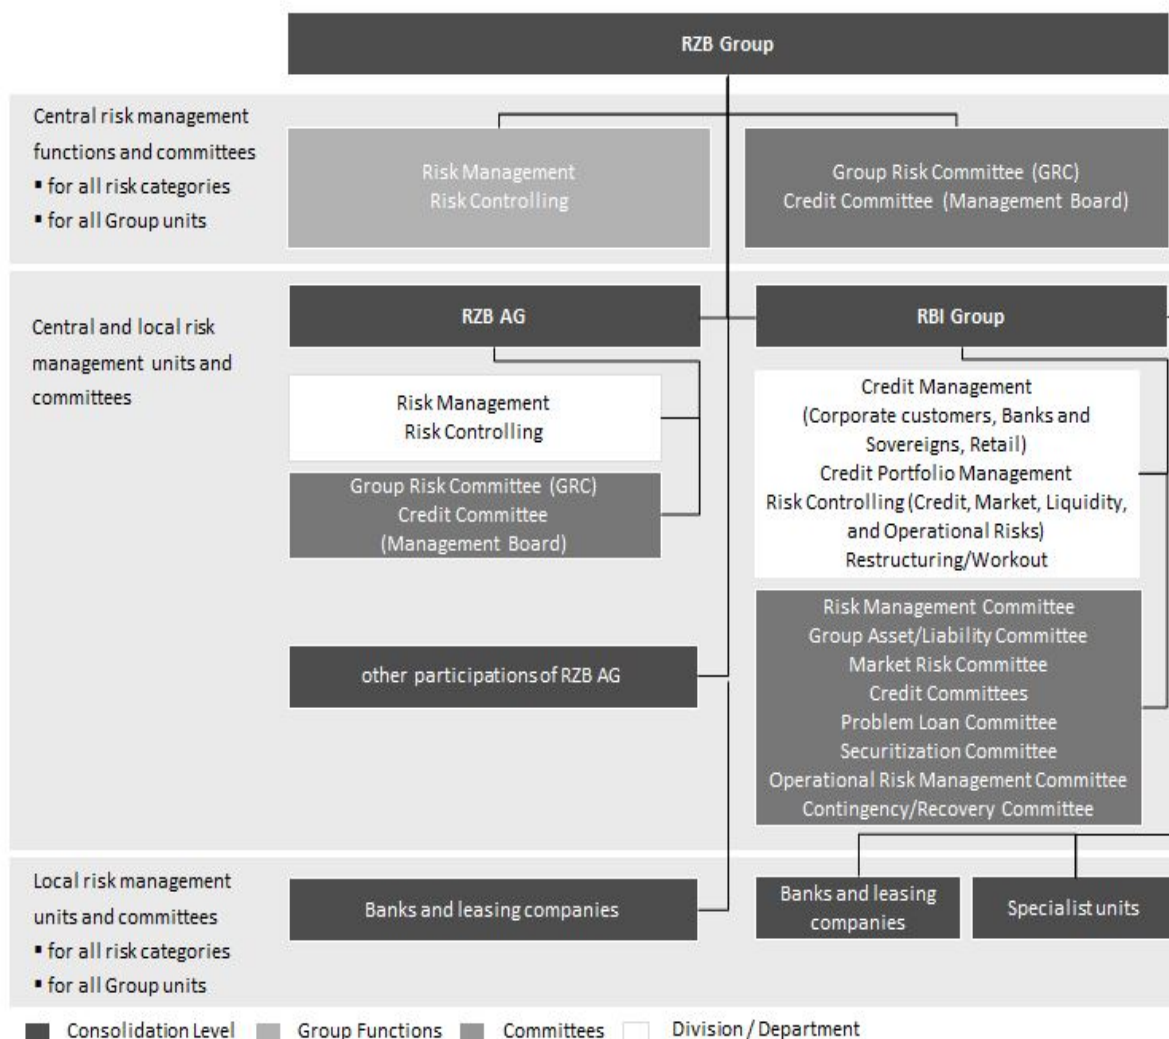 RZB Group
Central risk management
functions and committees
▪ for all risk categories
▪ for all Group units
Risk Management
Risk Controlling
Group Risk Committee (GRC)
Credit Committee (Management Board)
Central and local risk
management units and
committees
RZB AG
RBI Group
Risk Management
Risk Controlling
Group Risk Committee (GRC)
Credit Committee
(Management Board)
Credit Management
(Corporate customers, Banks and
Sovereigns, Retail)
Credit Portfolio Management
Risk Controlling (Credit, Market, Liquidity,
and Operational Risks)
Restructuring/Workout
other participations of RZB AG
Risk Management Committee
Group Asset/Liability Committee
Market Risk Committee
Credit Committees
Problem Loan Committee
Securitization Committee
Operational Risk Management Committee
Contingency/Recovery Committee
Local risk management
units and committees
▪ for all risk categories
▪ for all Group units
Banks and leasing companies
Banks and leasing
companies
Specialist units
Consolidation Level Group Functions Committees Division / Department